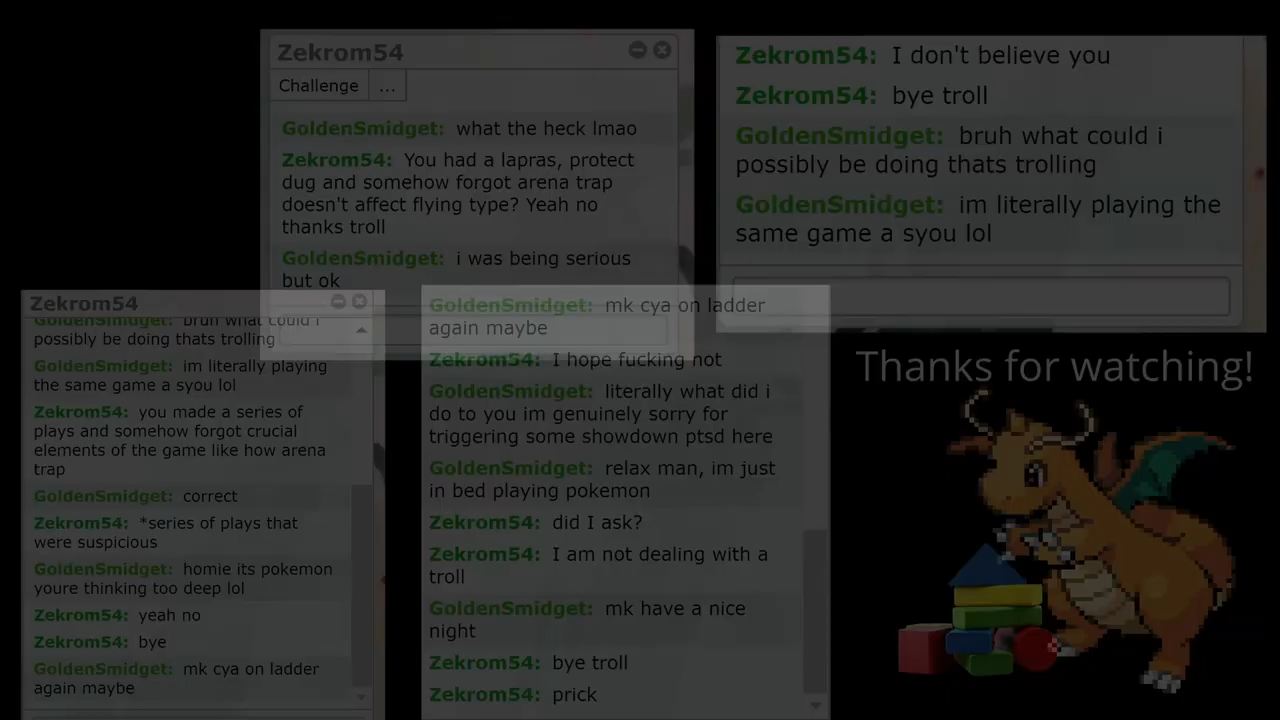 Zekrom54
Challenge
...
GoldenSmidget: what the heck lmao
Zekrom54: You had a lapras, protect
dug and somehow forgot arena trap
doesn't affect flying type? Yeah no
thanks troll
GoldenSmidget: i was being serious
but ok
Zekrom54: I don't believe you
Zekrom54: bye troll
GoldenSmidget: bruh what could i
possibly be doing thats trolling
GoldenSmidget: im literally playing the
same game a syou lol
Zekrom54
GoldenSmidget: bruh what could i
possibly be doing thats trolling
GoldenSmidget: im literally playing
the same game a syou lol
Zekrom54: you made a series of
plays and somehow forgot crucial
elements of the game like how arena
trap
GoldenSmidget: correct
Zekrom54: *series of plays that
were suspicious
GoldenSmidget: homie its pokemon
youre thinking too deep lol
Zekrom54: yeah no
Zekrom54: bye
GoldenSmidget: mk cya on ladder
again maybe
GoldenSmidget: mk cya on ladder
again maybe
Zekrom54: I hope fucking not
GoldenSmidget: literally what did i
do to you im genuinely sorry for
triggering some showdown ptsd here
GoldenSmidget: relax man, im just
in bed playing pokemon
Zekrom54: did I ask?
Zekrom54: I am not dealing with a
troll
GoldenSmidget: mk have a nice
night
Zekrom54: bye troll
Zekrom54: prick
Thanks for watching!